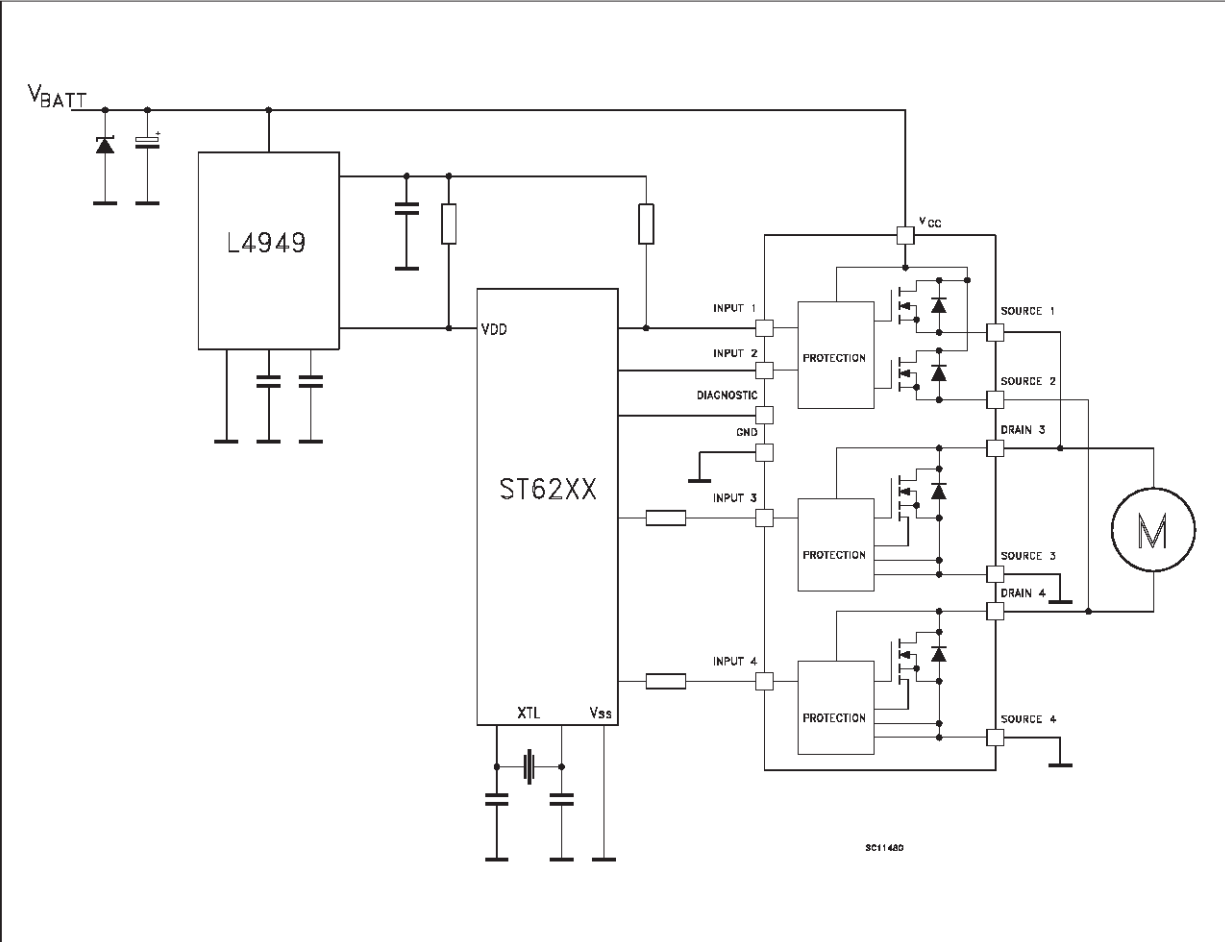 VBATT
L4949
VCC
INPUT 1
SOURCE 1
VDD
PROTECTION
INPUT 2
SOURCE 2
DIAGNOSTIC
GND
DRAIN 3
ST62XX
INPUT 3
M
PROTECTION
SOURCE 3
DRAIN 4
INPUT 4
XTL
Vss
PROTECTION
SOURCE 4
SC11480